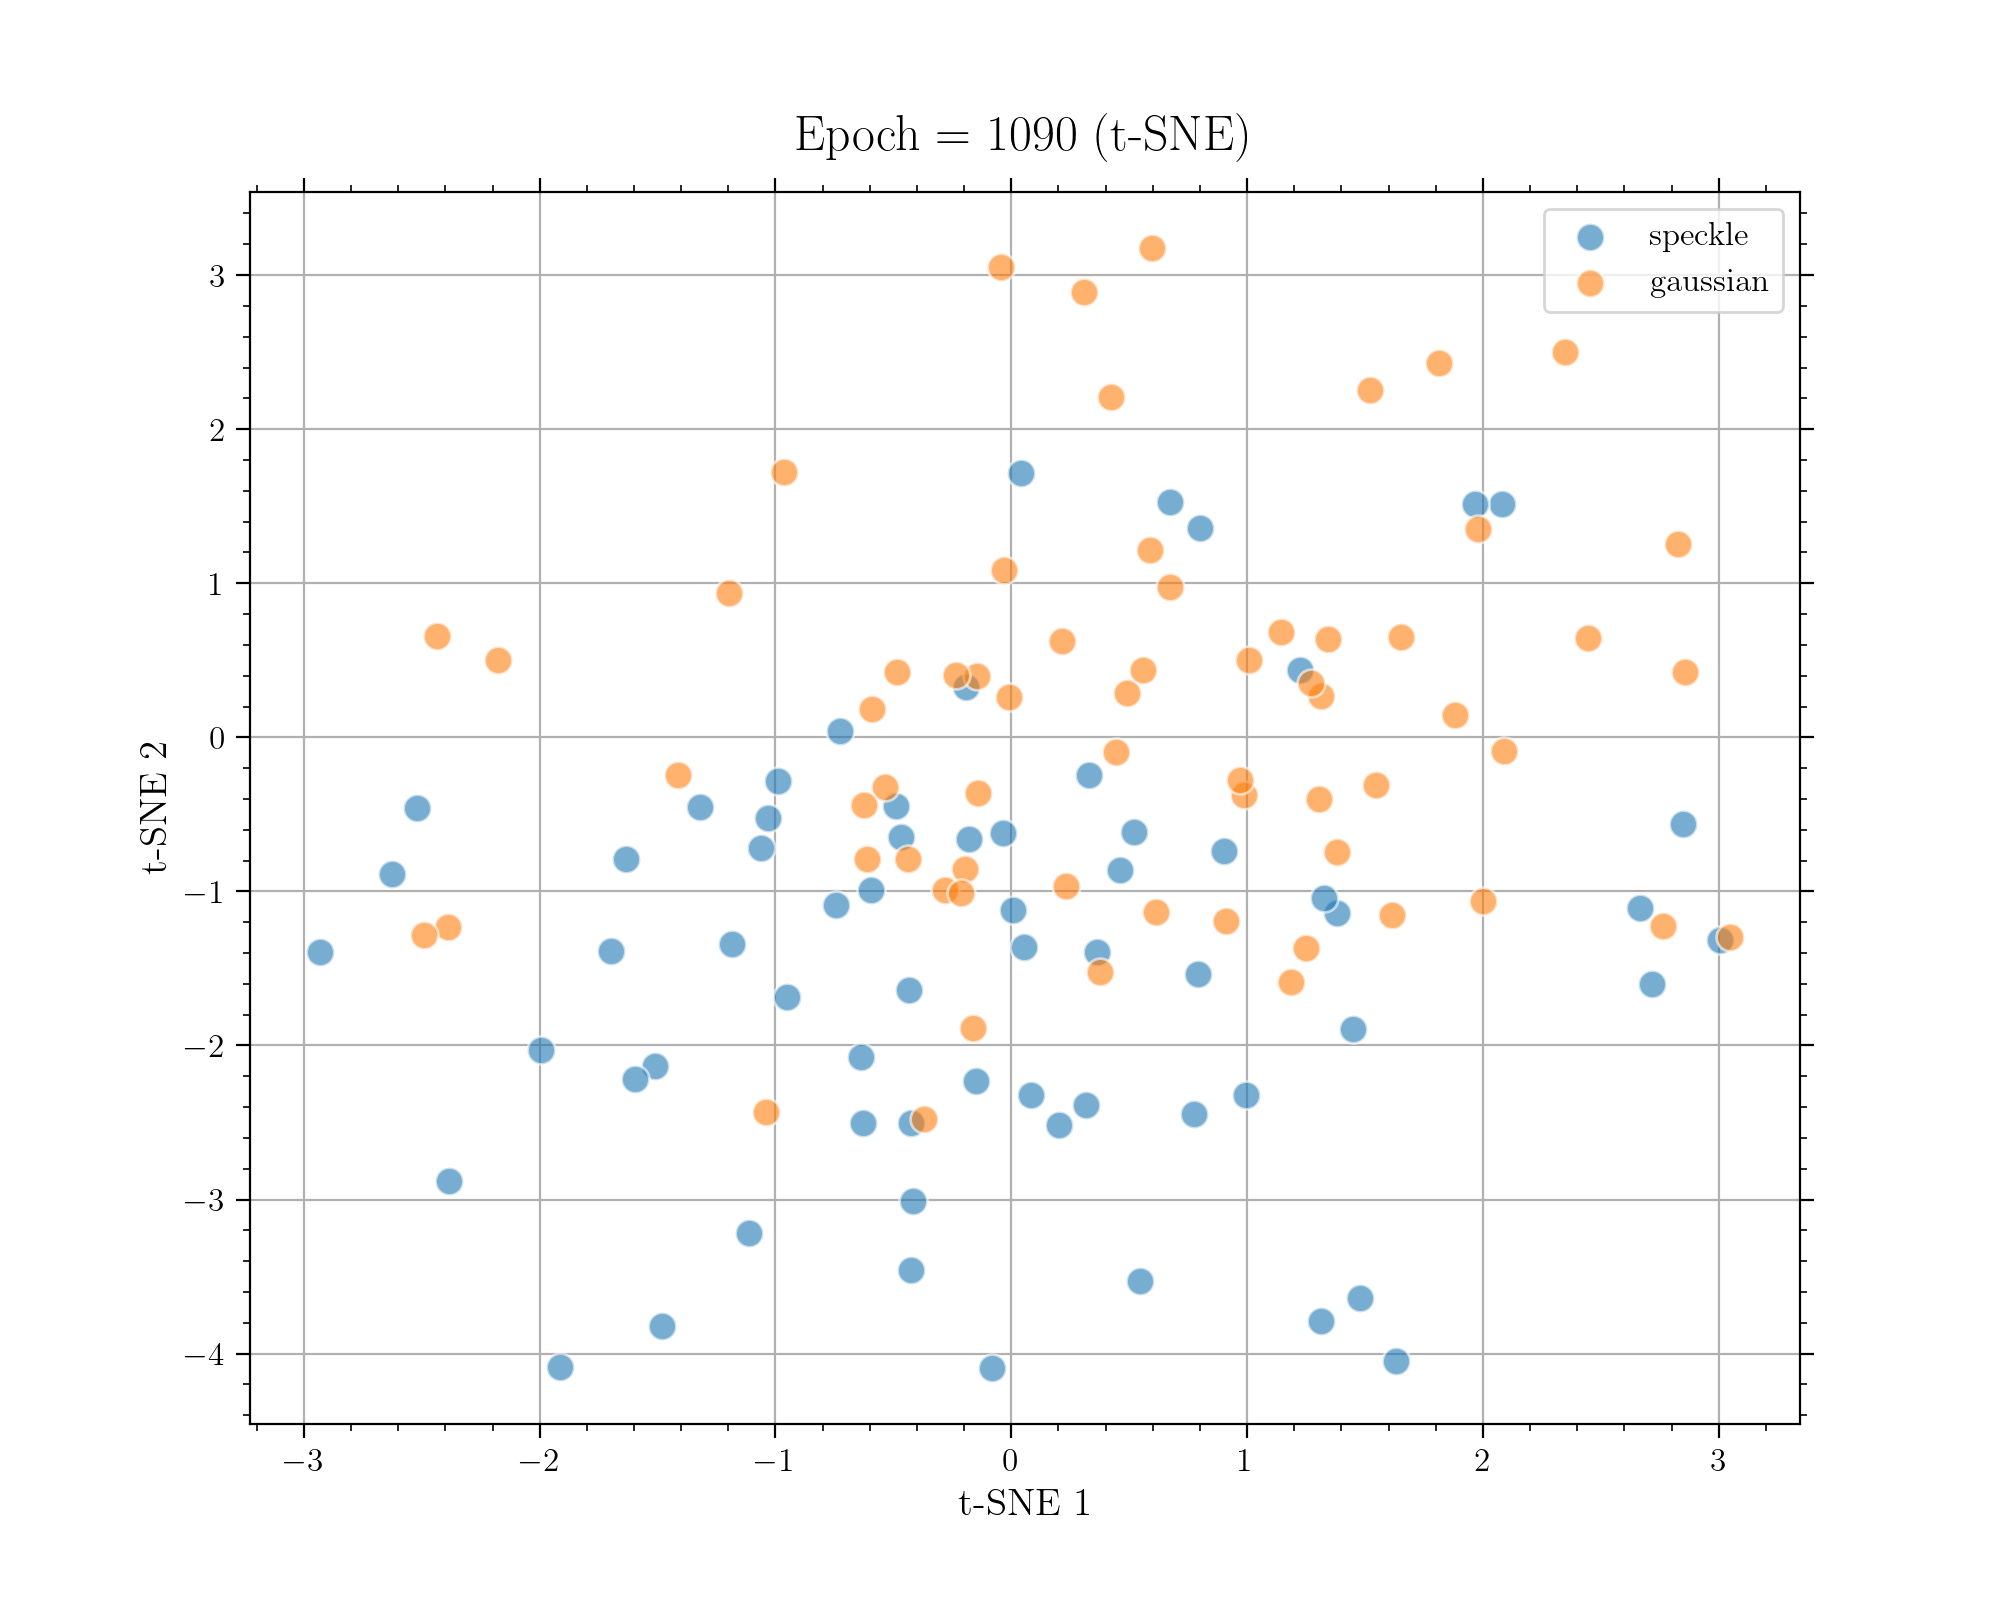 Epoch = 1090 (t-SNE)
speckle
gaussian
3
2
1
0
−1
−2
−3
−4
t-SNE 2
−3 −2 −1 0 1 2 3
t-SNE 1